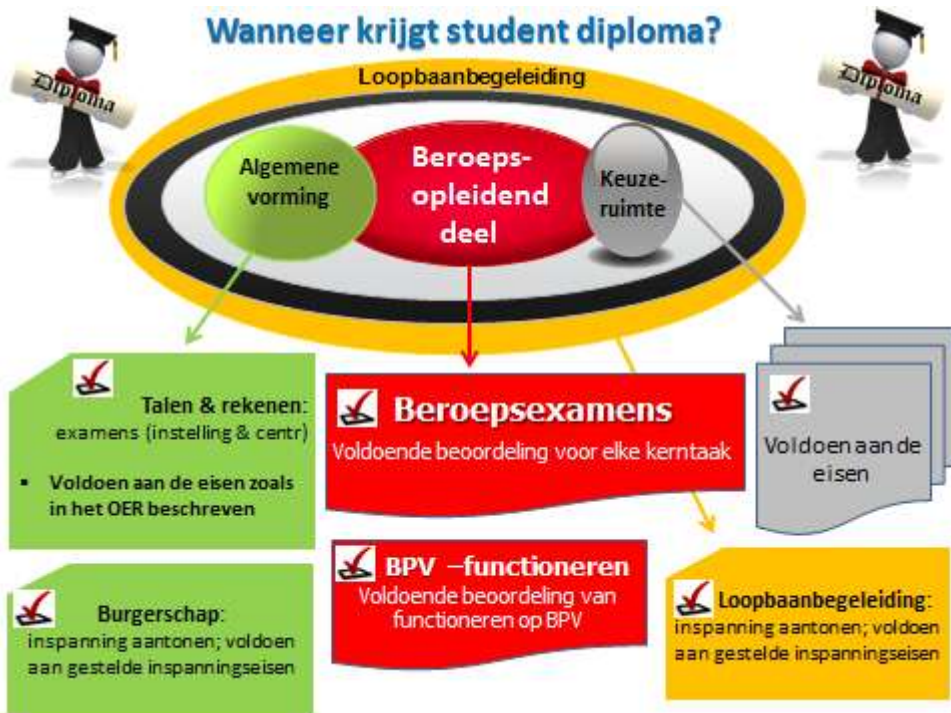 Wanneer krijgt student diploma?
Diploma
Diploma
Loopbaanbegeleiding
Algemene
vorming
Beroeps-
opleidend
deel
Keuze-
ruimte
Talen & rekenen:
examens (instelling & centr)
▪ Voldoen aan de eisen zoals
in het OER beschreven
Beroepsexamens
Voldoende beoordeling voor elke kerntaak
Voldoen aan de
eisen
Burgerschap:
inspanning aantonen; voldoen
aan gestelde inspanningseisen
BPV –functioneren
Voldoende beoordeling van
functioneren op BPV
Loopbaanbegeleiding:
inspanning aantonen; voldoen
aan gestelde inspanningseisen